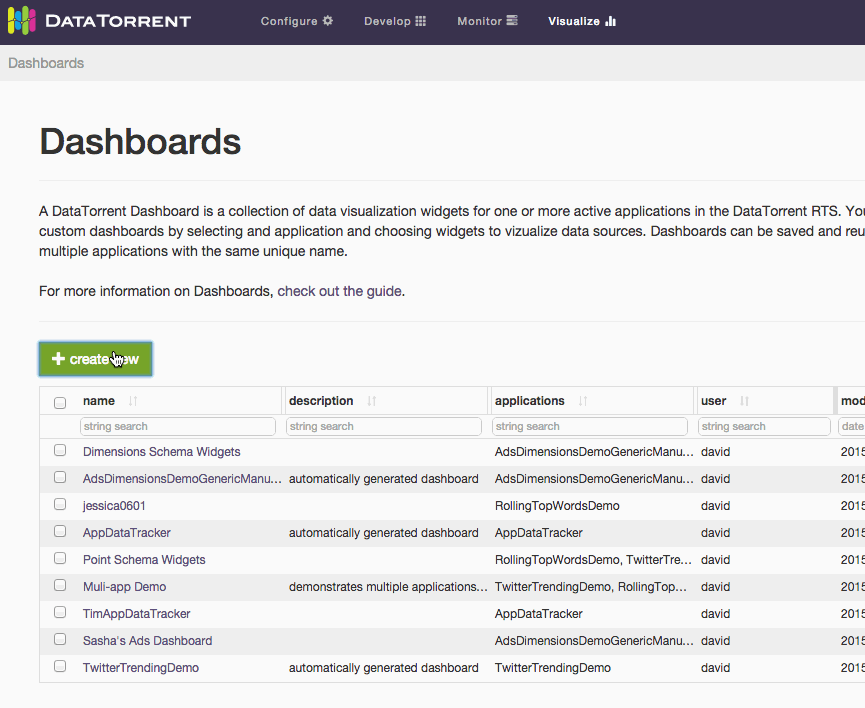 DATATORRENT Configure Develop Monitor Visualize
Dashboards
Dashboards
A DataTorrent Dashboard is a collection of data visualization widgets for one or more active applications in the DataTorrent RTS. You
custom dashboards by selecting and application and choosing widgets to vizualize data sources. Dashboards can be saved and reu
multiple applications with the same unique name.
For more information on Dashboards, check out the guide.
create
name description applications user mod
string search string search string search string search date
Dimensions Schema Widgets AdsDimensionsDemoGenericManu... david 2015
AdsDimensionsDemoGenericManu... automatically generated dashboard AdsDimensionsDemoGenericManu... david 2015
jessica0601 RollingTopWordsDemo david 2015
AppDataTracker automatically generated dashboard AppDataTracker david 2015
Point Schema Widgets RollingTopWordsDemo, TwitterTre... david 2015
Muli-app Demo demonstrates multiple applications... TwitterTrendingDemo, RollingTop... david 2015
TimAppDataTracker AppDataTracker david 2015
Sasha's Ads Dashboard AdsDimensionsDemoGenericManu... david 2015
TwitterTrendingDemo automatically generated dashboard TwitterTrendingDemo david 2015